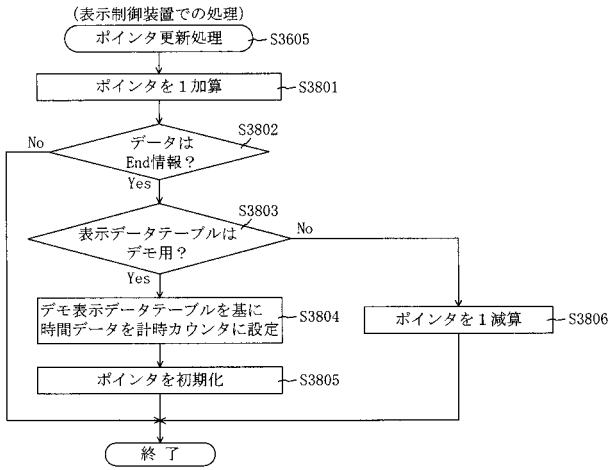 (表示制御装置での処理)
ポインタ更新処理
S3605
ポインタを1加算
S3801
データは
End情報?
S3802
No
Yes
表示データテーブルは
デモ用?
S3803
No
Yes
デモ表示データテーブルを基に
時間データを計時カウンタに設定
S3804
ポインタを1減算
S3806
ポインタを初期化
S3805
終 了